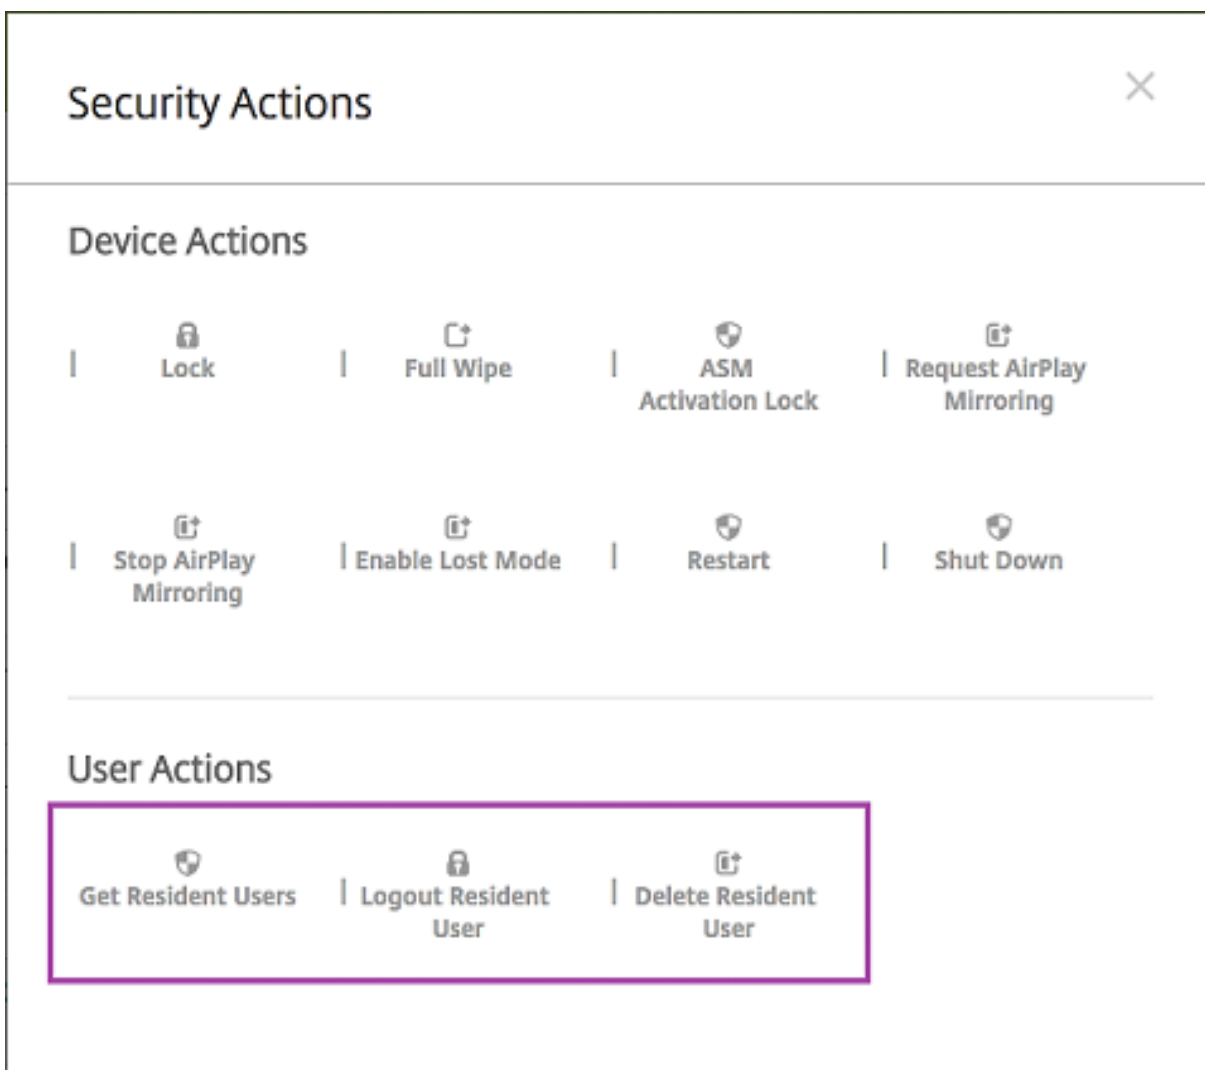 Security Actions
Device Actions
Lock
Full Wipe
ASM
Activation Lock
Request AirPlay
Mirroring
Stop AirPlay
Mirroring
Enable Lost Mode
Restart
Shut Down
User Actions
Get Resident Users
Logout Resident
User
Delete Resident
User